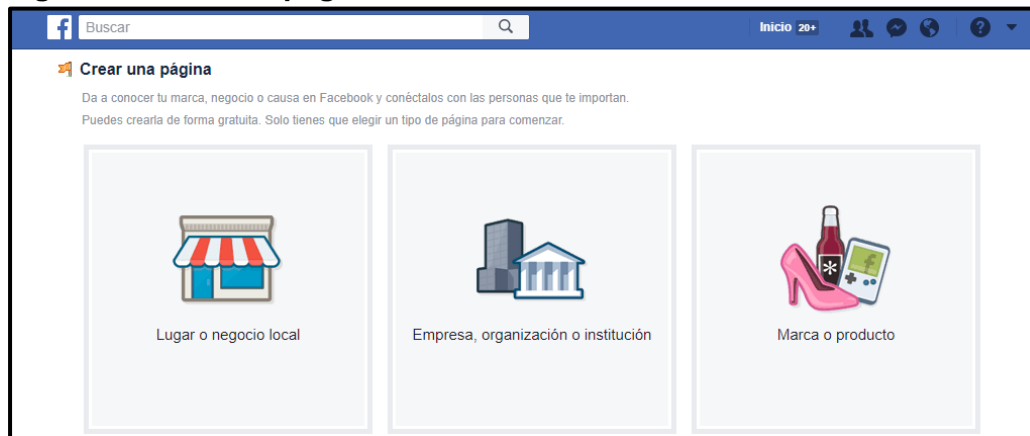 Buscar
Inicio 20+
Crear una página
Da a conocer tu marca, negocio o causa en Facebook y conéctalos con las personas que te importan.
Puedes crearla de forma gratuita. Solo tienes que elegir un tipo de página para comenzar.
Lugar o negocio local
Empresa, organización o institución
Marca o producto